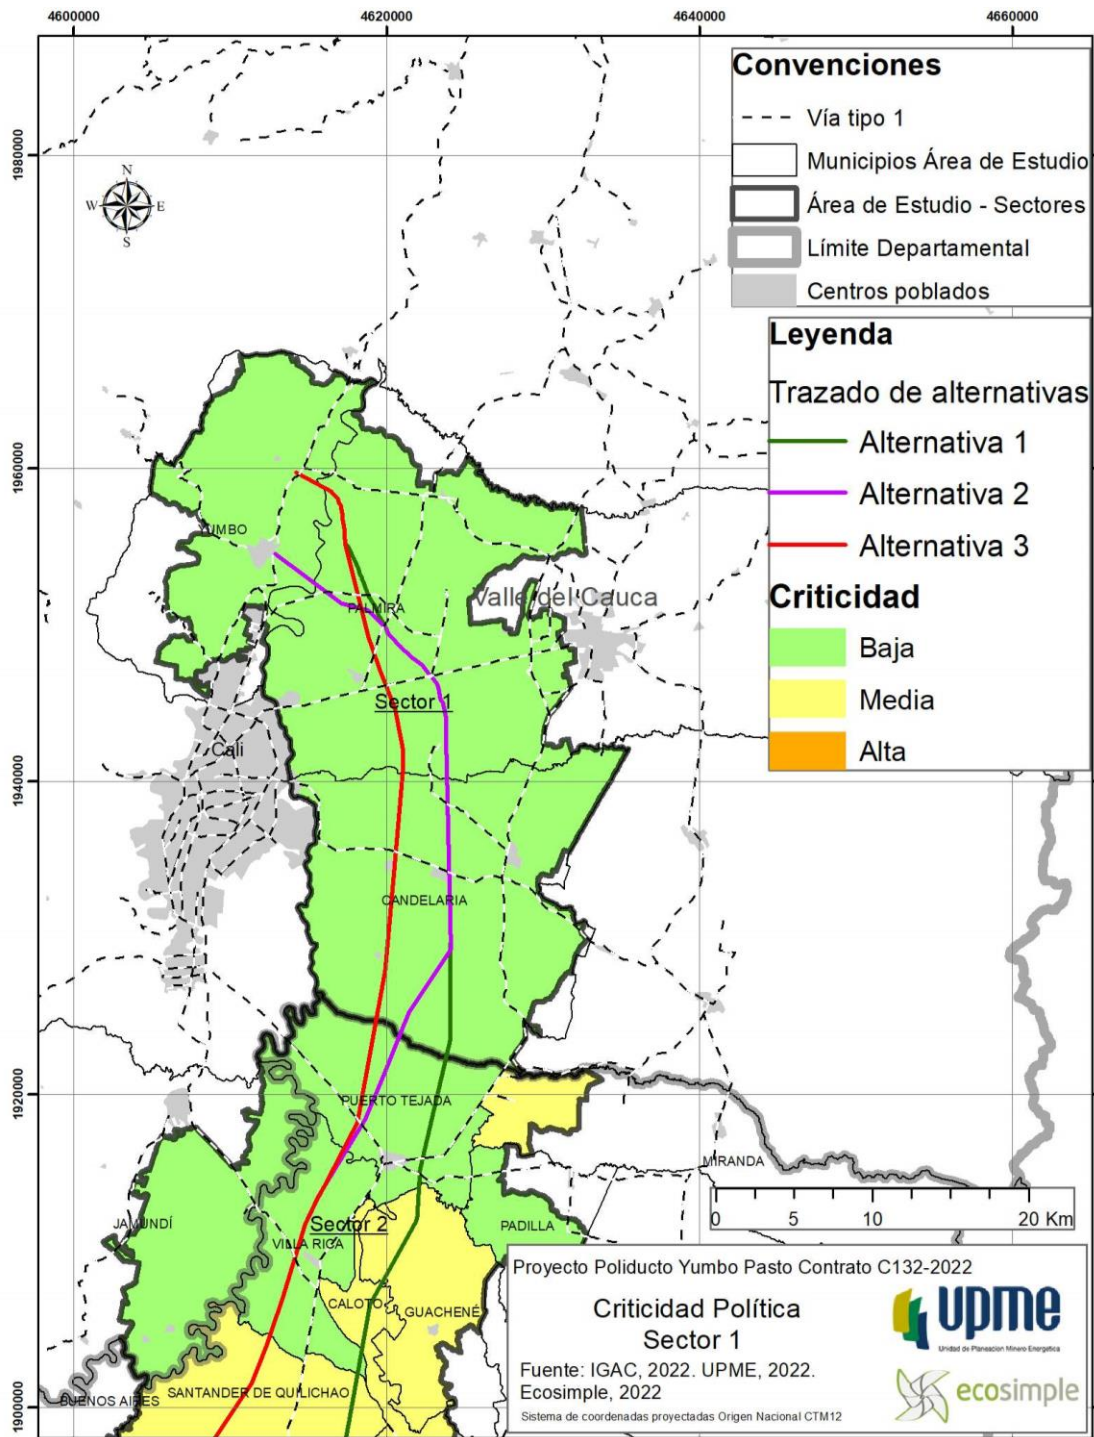 4600000
4620000
4640000
4660000
1980000
1960000
1940000
1920000
1900000
N
W
E
S
Convenciones
Vía tipo 1
Municipios Área de Estudio
Área de Estudio - Sectores
Límite Departamental
Centros poblados
Leyenda
Trazado de alternativas
Alternativa 1
Alternativa 2
Alternativa 3
Criticidad
Baja
Media
Alta
YUMBO
Valle del Cauca
PALMIRA
Sector 1
Cali
CANDELARIA
PUERTO TEJADA
MIRANDA
JAMUNDÍ
Sector 2
PADILLA
VILLA RICA
CALOTO
GUACHENÉ
SANTANDER DE QUILICHAO
BUENOS AIRES
0 5 10 20 Km
Proyecto Poliducto Yumbo Pasto Contrato C132-2022
Criticidad Política
Sector 1
Fuente: IGAC, 2022. UPME, 2022.
Ecosimple, 2022
Sistema de coordenadas proyectadas Origen Nacional CTM12
upme
Unidad de Planeación Minero Energética
ecosimple